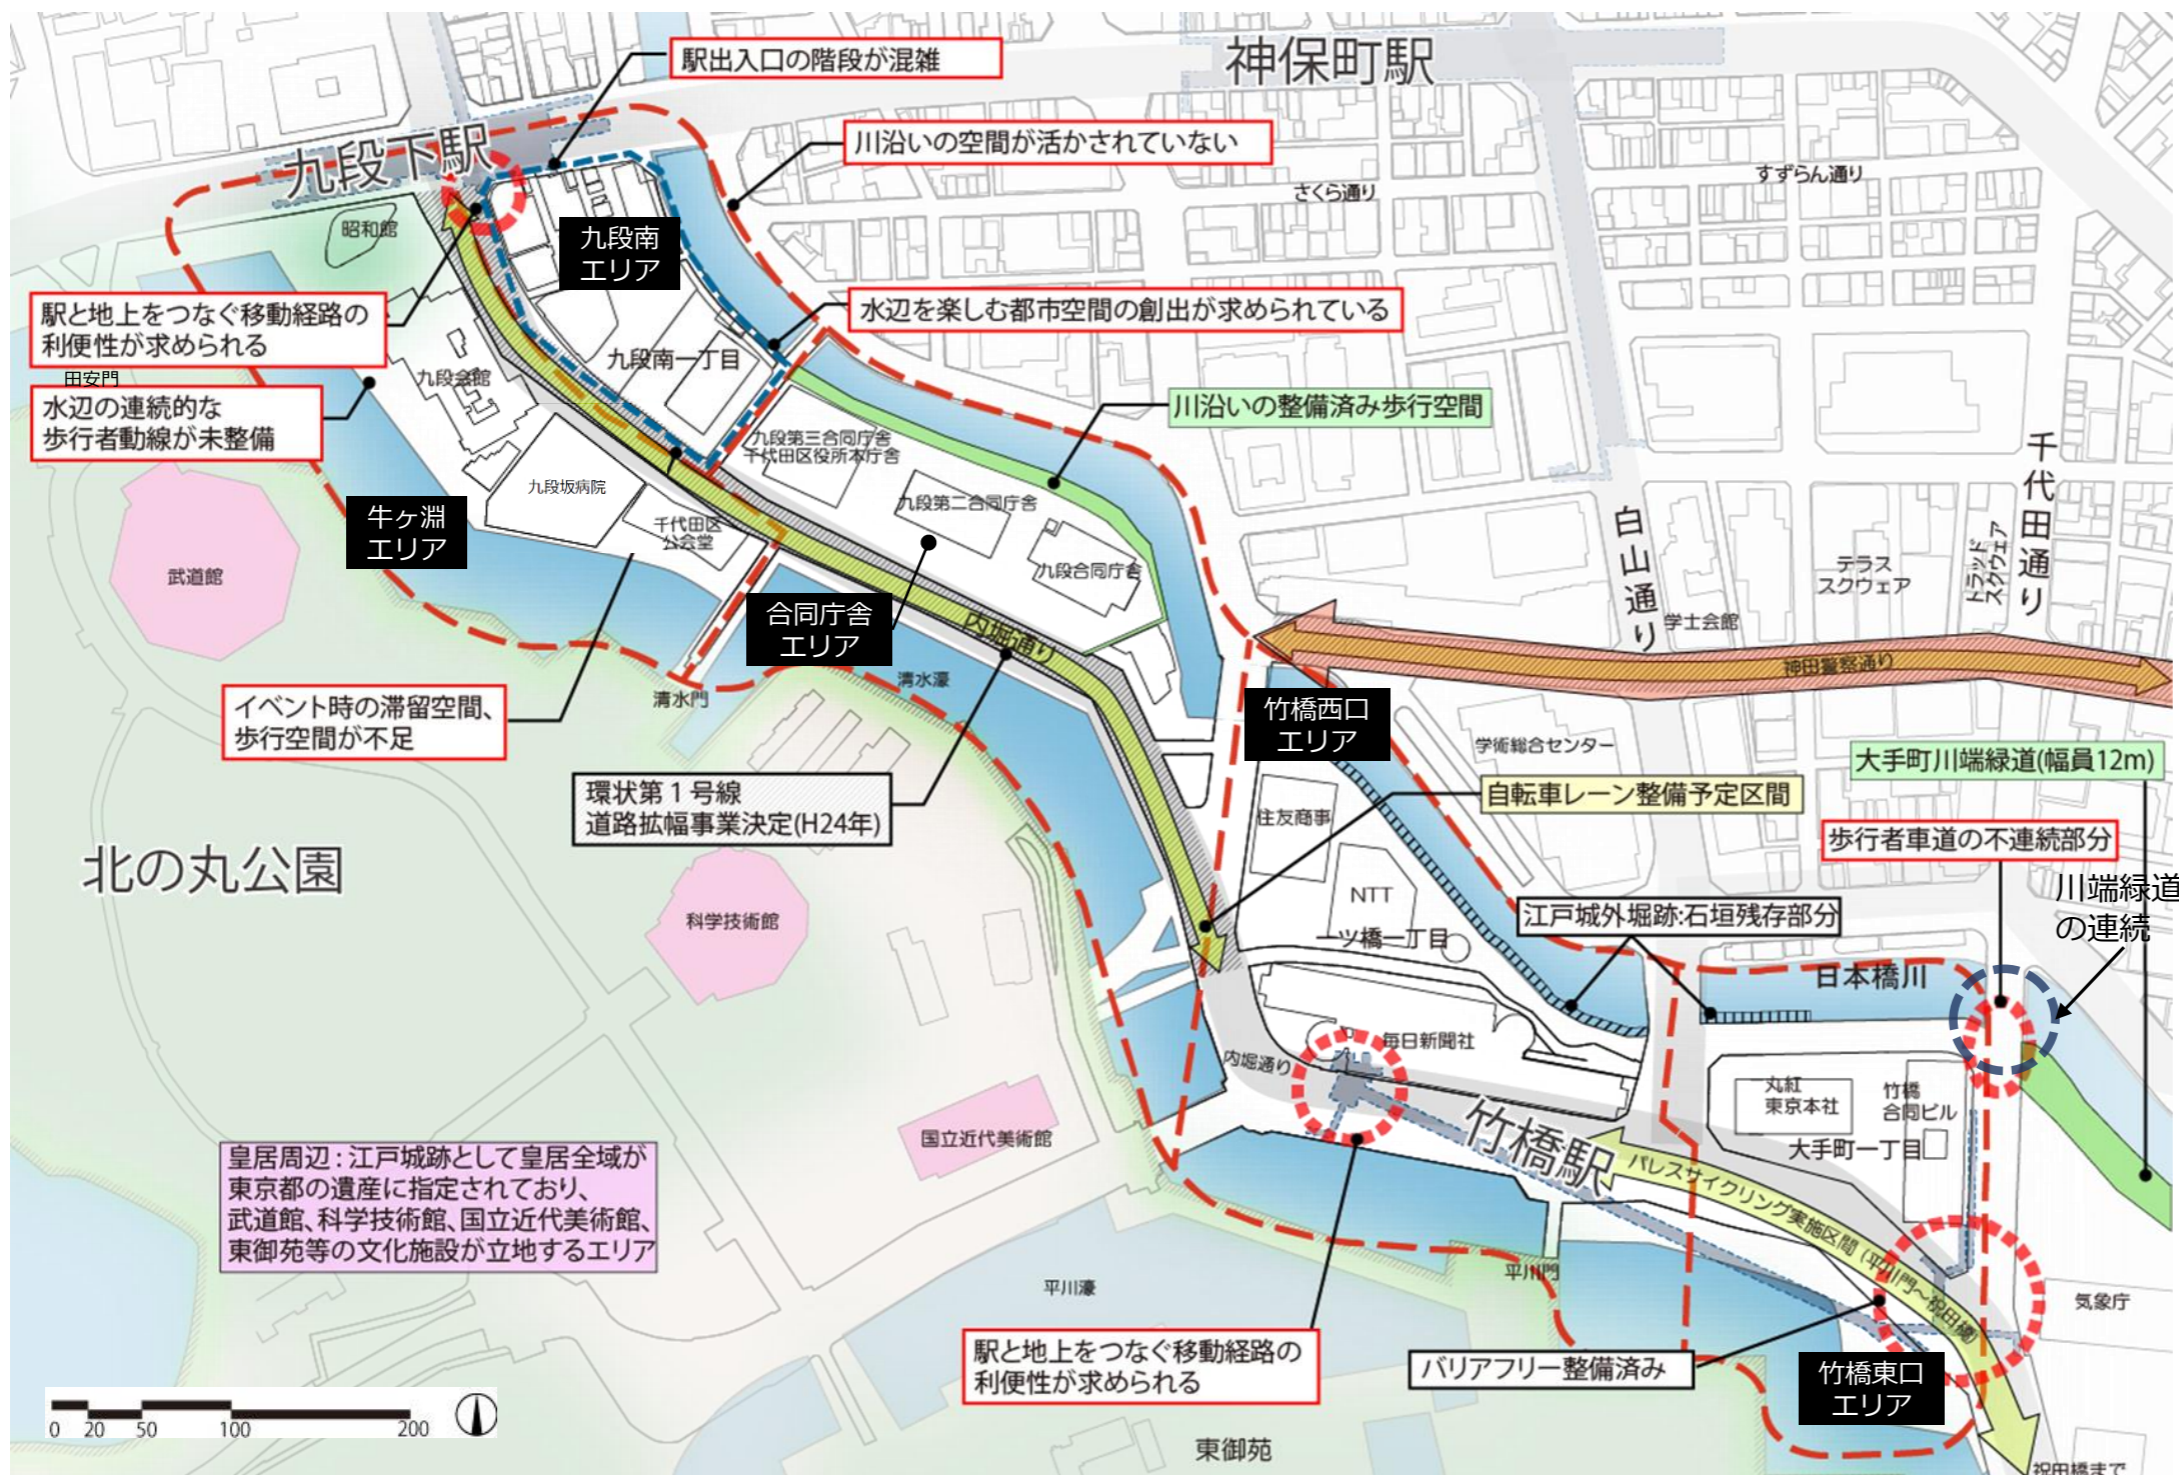 駅出入口の階段が混雑
神保町駅
九段下駅
川沿いの空間が活かされていない
さくら通り
すずらん通り
昭和館
九段南
エリア
駅と地上をつなぐ移動経路の
利便性が求められる
水辺を楽しむ都市空間の創出が求められている
田安門
九段会館
九段南一丁目
水辺の連続的な
歩行者動線が未整備
川沿いの整備済み歩行空間
九段第三合同庁舎
千代田区役所本庁舎
千代田通り
九段坂病院
九段第二合同庁舎
牛ヶ淵
エリア
千代田区
公会堂
白山通り
武道館
九段合同庁舎
テラス
スクウェア
トラッド
スクウェア
合同庁舎
エリア
内堀通り
学士会館
神田警察通り
清水門
清水濠
イベント時の滞留空間、
歩行空間が不足
竹橋西口
エリア
学術総合センター
大手町川端緑道(幅員12m)
環状第1号線
道路拡幅事業決定(H24年)
自転車レーン整備予定区間
住友商事
歩行者車道の不連続部分
北の丸公園
川端緑道
の連続
NTT
科学技術館
江戸城外堀跡:石垣残存部分
一ツ橋一丁目
日本橋川
毎日新聞社
内堀通り
丸紅
東京本社
竹橋
合同ビル
竹橋駅
国立近代美術館
大手町一丁目
皇居周辺:江戸城跡として皇居全域が
東京都の遺産に指定されており、
武道館、科学技術館、国立近代美術館、
東御苑等の文化施設が立地するエリア
パレスサイクリング実施区間(平川門〜祝田橋)
平川門
平川濠
気象庁
駅と地上をつなぐ移動経路の
利便性が求められる
バリアフリー整備済み
竹橋東口
エリア
0 20 50 100 200
東御苑
祝田橋まで